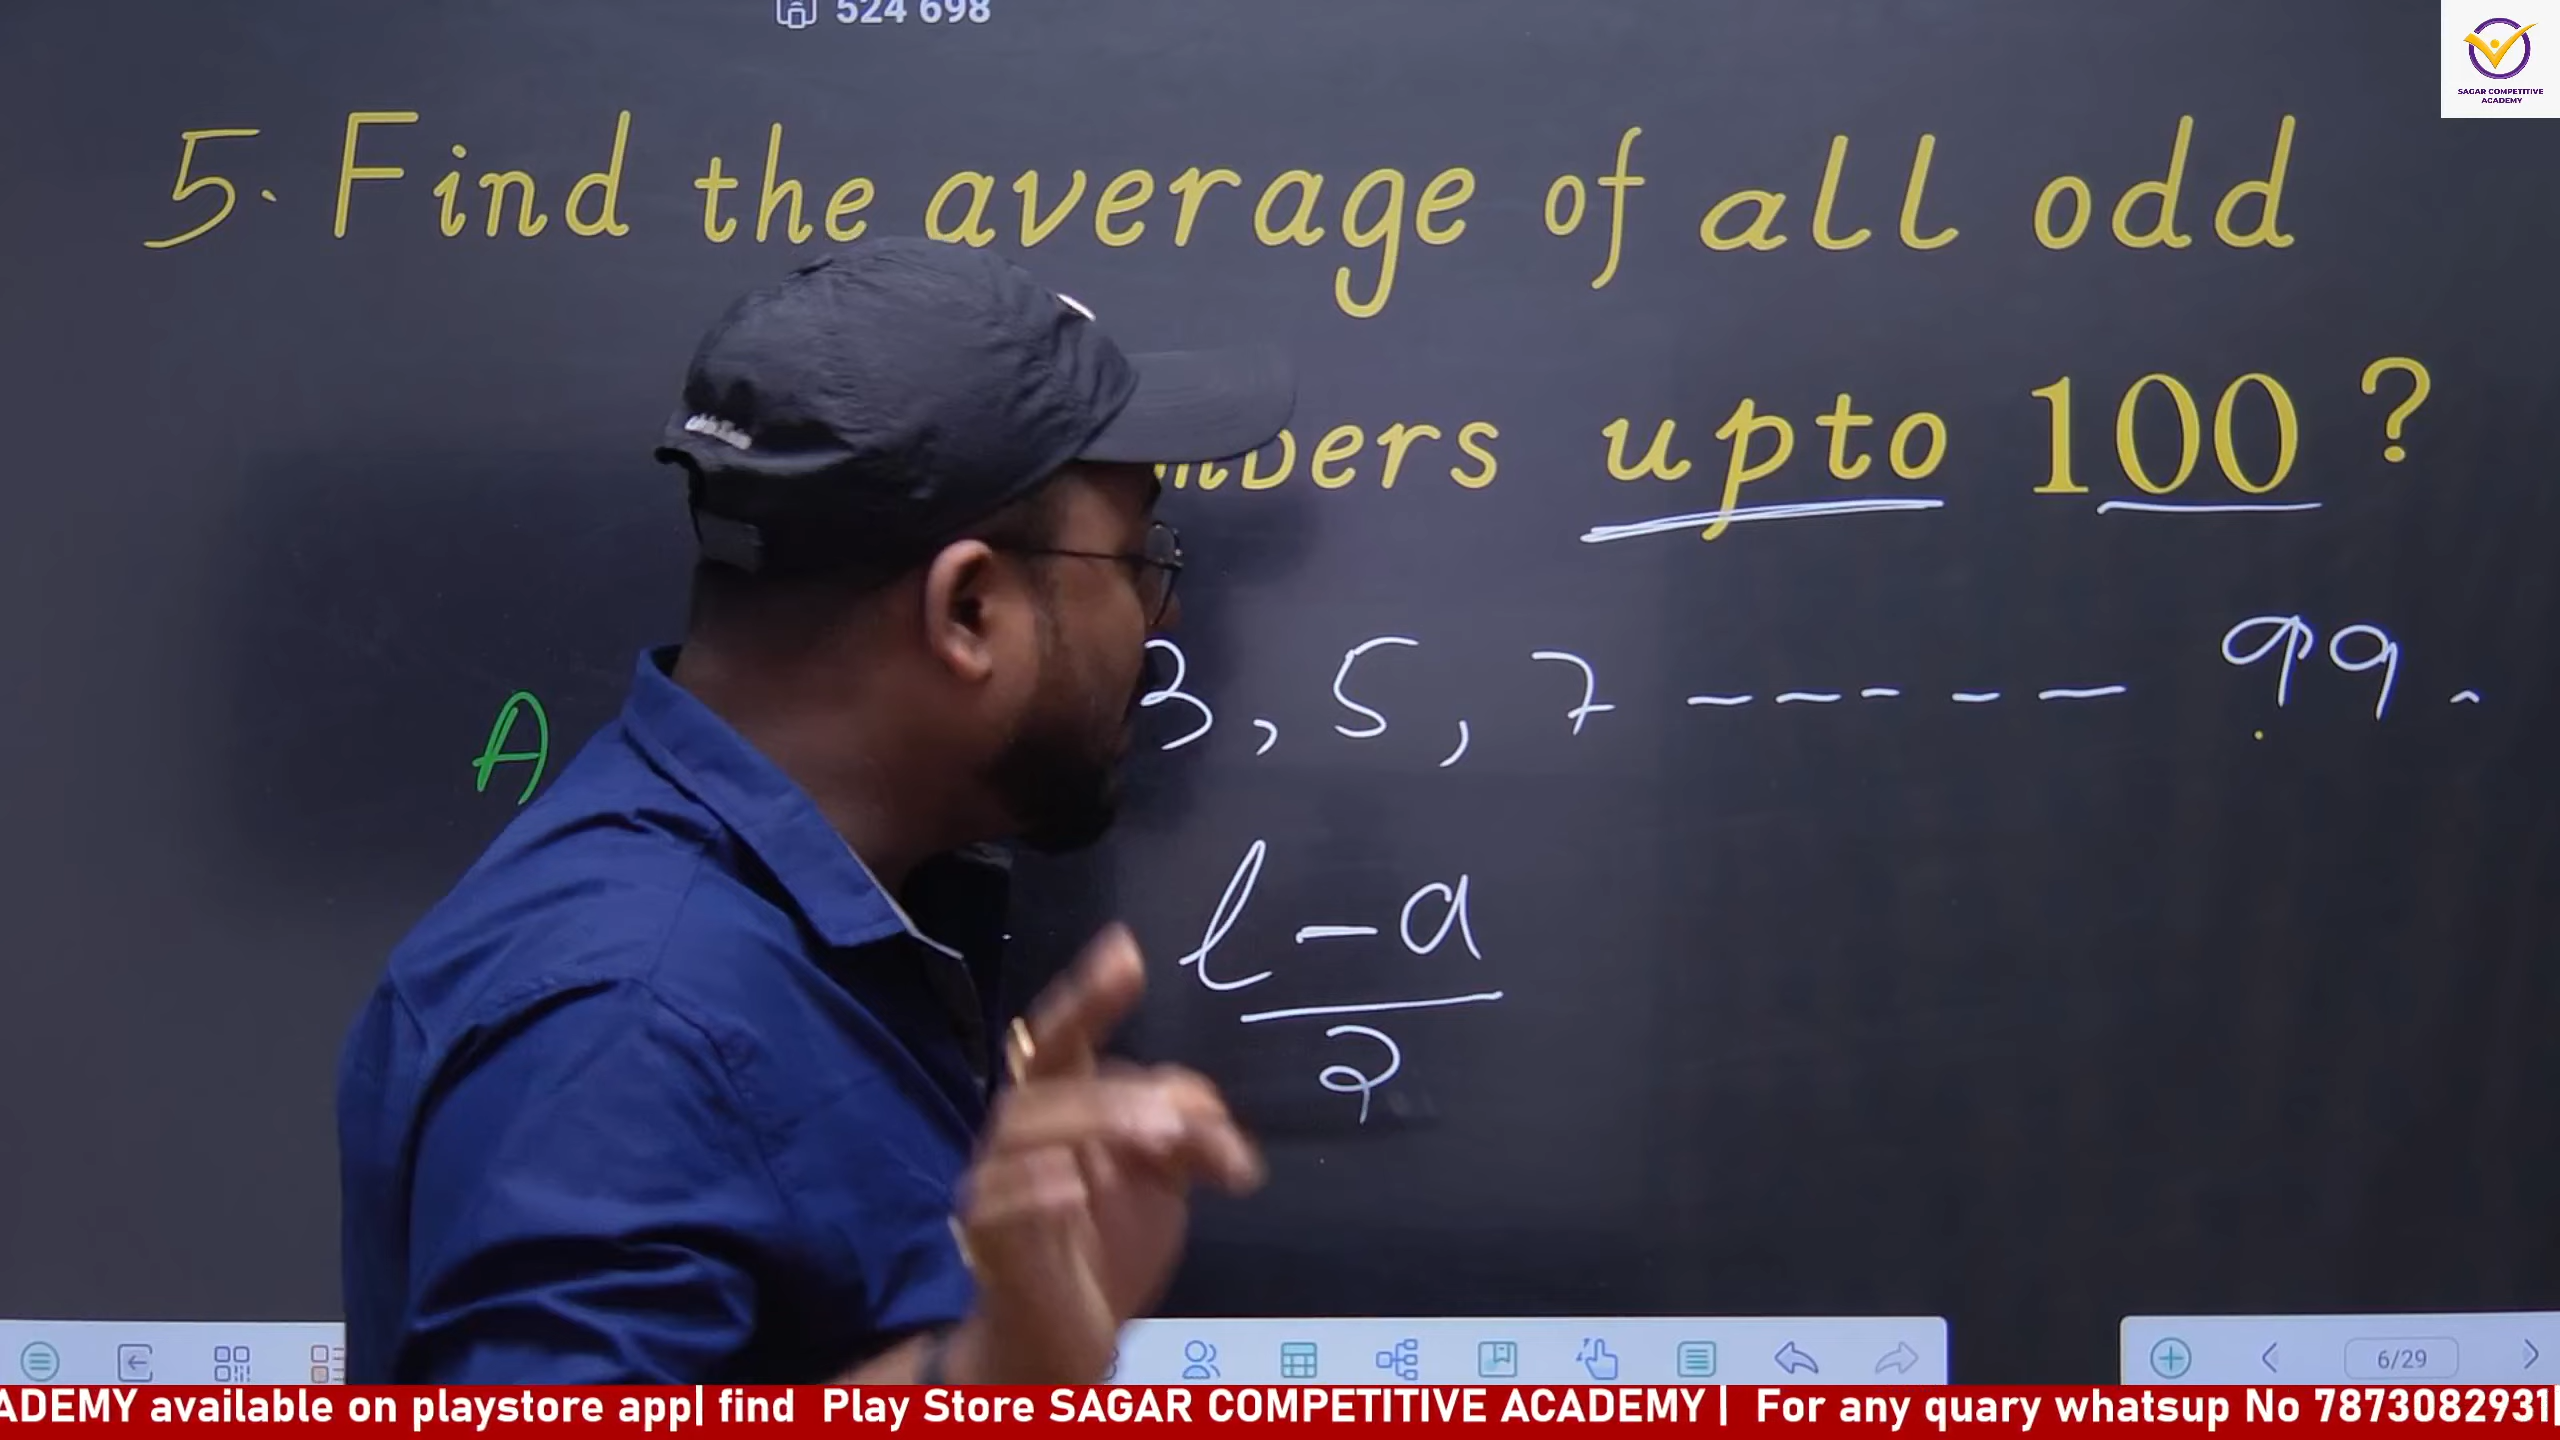 524 698
SAGAR COMPETITIVE
ACADEMY
5. Find the average of all odd
upto 100 ?
3, 5, 7 ----- 99.
A
l-a
2
6/29
ADEMY available on playstore app| find Play Store SAGAR COMPETITIVE ACADEMY | For any quary whatsup No 7873082931|